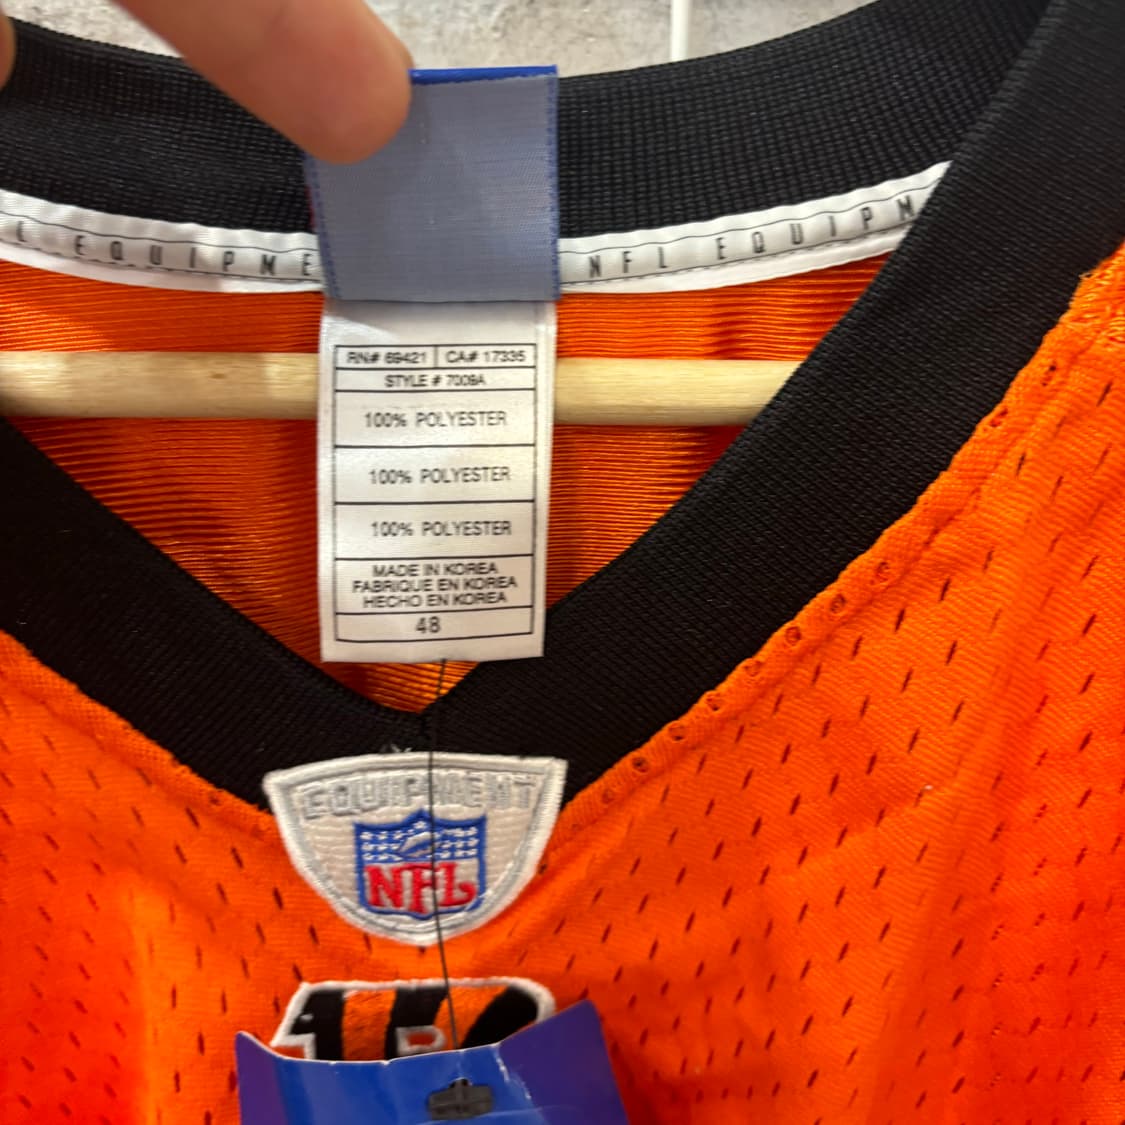 L EQUIPME
NFL EQUIPM
RN# 69421 CA# 17335
STYLE # 7009A
100% POLYESTER
100% POLYESTER
100% POLYESTER
MADE IN KOREA
FABRIQUE EN KOREA
HECHO EN KOREA
48
EQUIPMENT
NFL
B